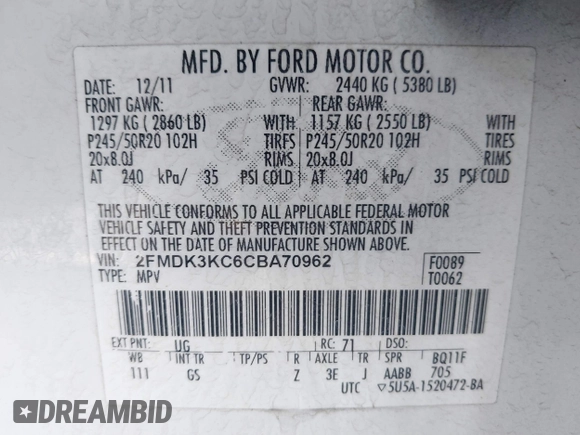 MFD. BY FORD MOTOR CO.
DATE: 12/11 GVWR: 2440 KG ( 5380 LB)
FRONT GAWR: REAR GAWR:
1297 KG ( 2860 LB) WITH 1157 KG ( 2550 LB) WITH
P245/50R20 102H TIRES P245/50R20 102H TIRES
20x8.0J RIMS 20x8.0J RIMS
AT 240 kPa/ 35 PSI COLD AT 240 kPa/ 35 PSI COLD
THIS VEHICLE CONFORMS TO ALL APPLICABLE FEDERAL MOTOR
VEHICLE SAFETY AND THEFT PREVENTION STANDARDS IN
EFFECT ON THE DATE OF MANUFACTURE SHOWN ABOVE.
VIN: 2FMDK3KC6CBA70962 F0089
TYPE: MPV T0062
EXT PNT: UG RC: 71 DSO:
WB INT TR TP/PS R AXLE TR SPR BQ11F
111 GS Z 3E J AABB 705
UTC ▽5U5A-1520472-BA
DREAMBID